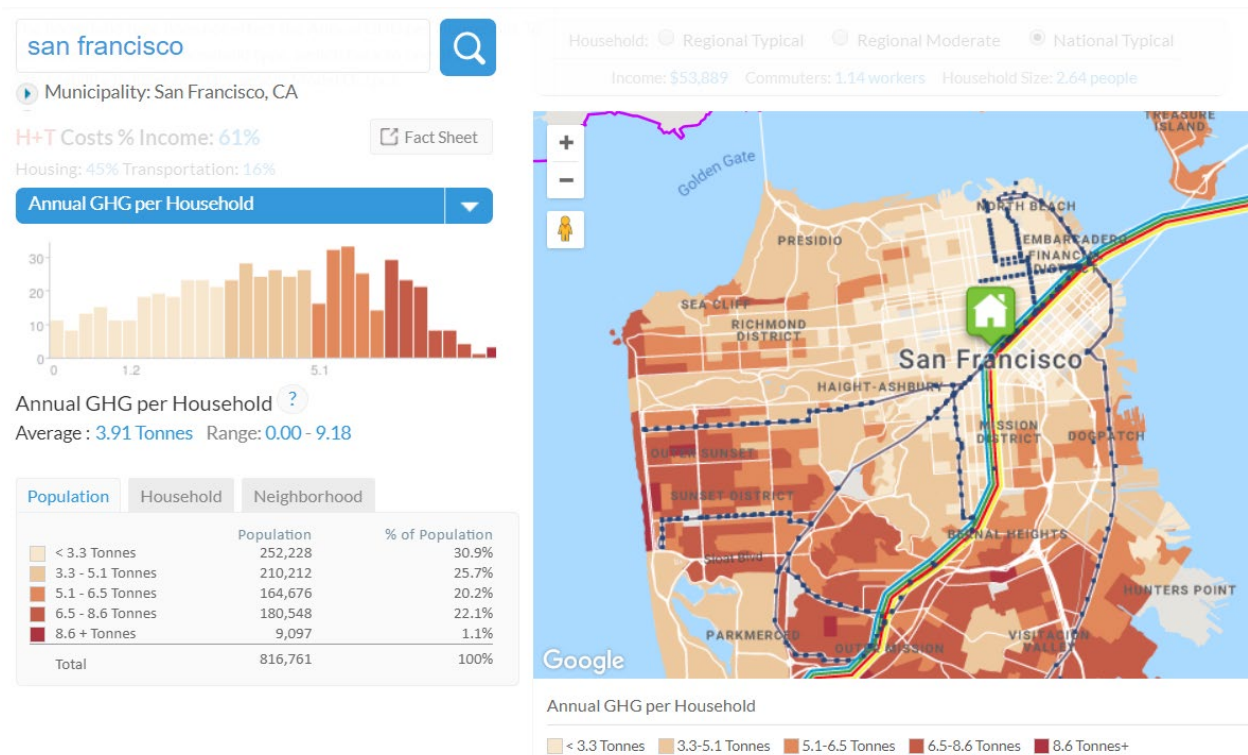 san francisco
Municipality: San Francisco, CA
H+T Costs % Income: 61%
Fact Sheet
Housing: 45% Transportation: 16%
Annual GHG per Household
30
20
10
0
0 1.2 5.1
Annual GHG per Household ?
Average : 3.91 Tonnes Range: 0.00 - 9.18
Population Household Neighborhood
Population % of Population
< 3.3 Tonnes 252,228 30.9%
3.3 - 5.1 Tonnes 210,212 25.7%
5.1 - 6.5 Tonnes 164,676 20.2%
6.5 - 8.6 Tonnes 180,548 22.1%
8.6 + Tonnes 9,097 1.1%
Total 816,761 100%
Household: Regional Typical Regional Moderate National Typical
Income: $53,889 Commuters: 1.14 workers Household Size: 2.64 people
+
−
TREASURE
ISLAND
Golden Gate
NORTH BEACH
PRESIDIO
EMBARCADERO
FINANCIAL
DISTRICT
SEA CLIFF
RICHMOND
DISTRICT
San Francisco
HAIGHT-ASHBURY
MISSION
DISTRICT
DOGPATCH
OUTER SUNSET
SUNSET DISTRICT
BERNAL HEIGHTS
Sloat Blvd
HUNTERS POINT
PARKMERCED
OUTER MISSION
VISITACION
VALLEY
Google
Annual GHG per Household
< 3.3 Tonnes 3.3-5.1 Tonnes 5.1-6.5 Tonnes 6.5-8.6 Tonnes 8.6 Tonnes+